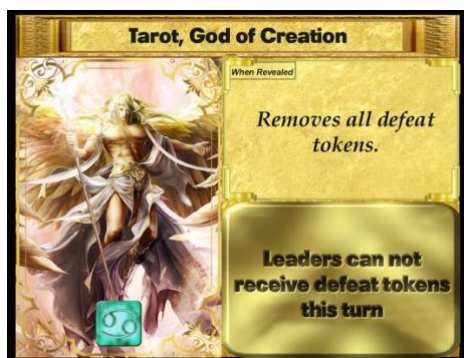 Tarot, God of Creation
When Revealed
Removes all defeat
tokens.
Leaders can not
receive defeat tokens
this turn